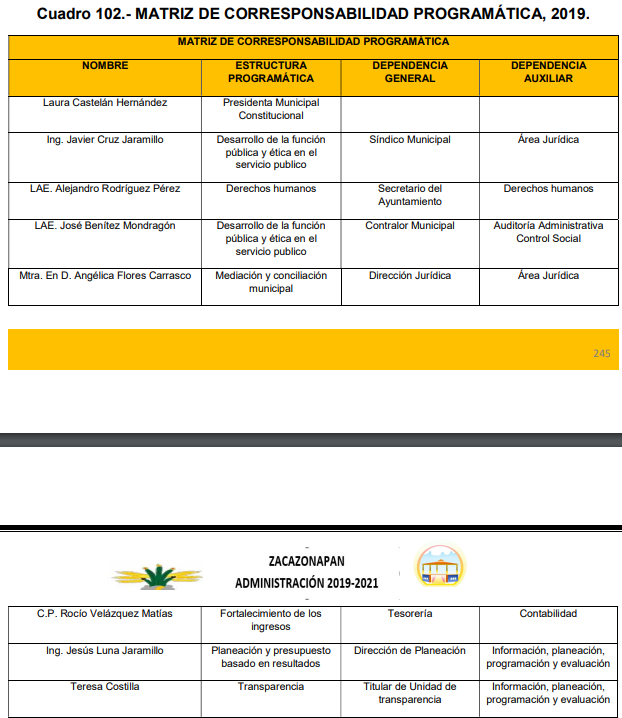 Cuadro 102.- MATRIZ DE CORRESPONSABILIDAD PROGRAMÁTICA, 2019.
MATRIZ DE CORRESPONSABILIDAD PROGRAMÁTICA
NOMBRE
ESTRUCTURA
PROGRAMÁTICA
DEPENDENCIA
GENERAL
DEPENDENCIA
AUXILIAR
Laura Castelán Hernández
Presidenta Municipal
Constitucional
Ing. Javier Cruz Jaramillo
Desarrollo de la función
pública y ética en el
servicio publico
Síndico Municipal
Área Jurídica
LAE. Alejandro Rodríguez Pérez
Derechos humanos
Secretario del
Ayuntamiento
Derechos humanos
LAE. José Benítez Mondragón
Desarrollo de la función
pública y ética en el
servicio publico
Contralor Municipal
Auditoría Administrativa
Control Social
Mtra. En D. Angélica Flores Carrasco
Mediación y conciliación
municipal
Dirección Jurídica
Área Jurídica
245
ZACAZONAPAN
ADMINISTRACIÓN 2019-2021
C.P. Rocío Velázquez Matías
Fortalecimiento de los
ingresos
Tesorería
Contabilidad
Ing. Jesús Luna Jaramillo
Planeación y presupuesto
basado en resultados
Dirección de Planeación
Información, planeación,
programación y evaluación
Teresa Costilla
Transparencia
Titular de Unidad de
transparencia
Información, planeación,
programación y evaluación